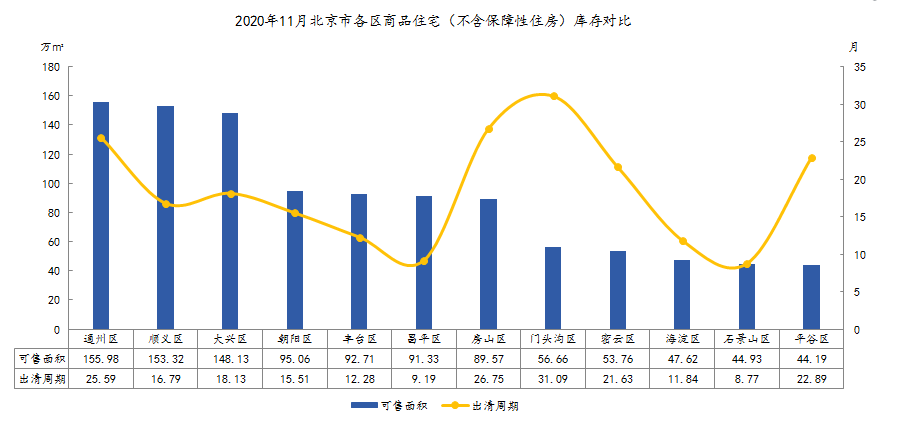 2020年11月北京市各区商品住宅（不含保障性住房）库存对比
万㎡ 月
180 35
160 30
140 25
120 20
100 15
80 10
60 5
40 0
20
0
通州区 顺义区 大兴区 朝阳区 丰台区 昌平区 房山区 门头沟区 密云区 海淀区 石景山区 平谷区
可售面积 155.98 153.32 148.13 95.06 92.71 91.33 89.57 56.66 53.76 47.62 44.93 44.19
出清周期 25.59 16.79 18.13 15.51 12.28 9.19 26.75 31.09 21.63 11.84 8.77 22.89
可售面积 出清周期